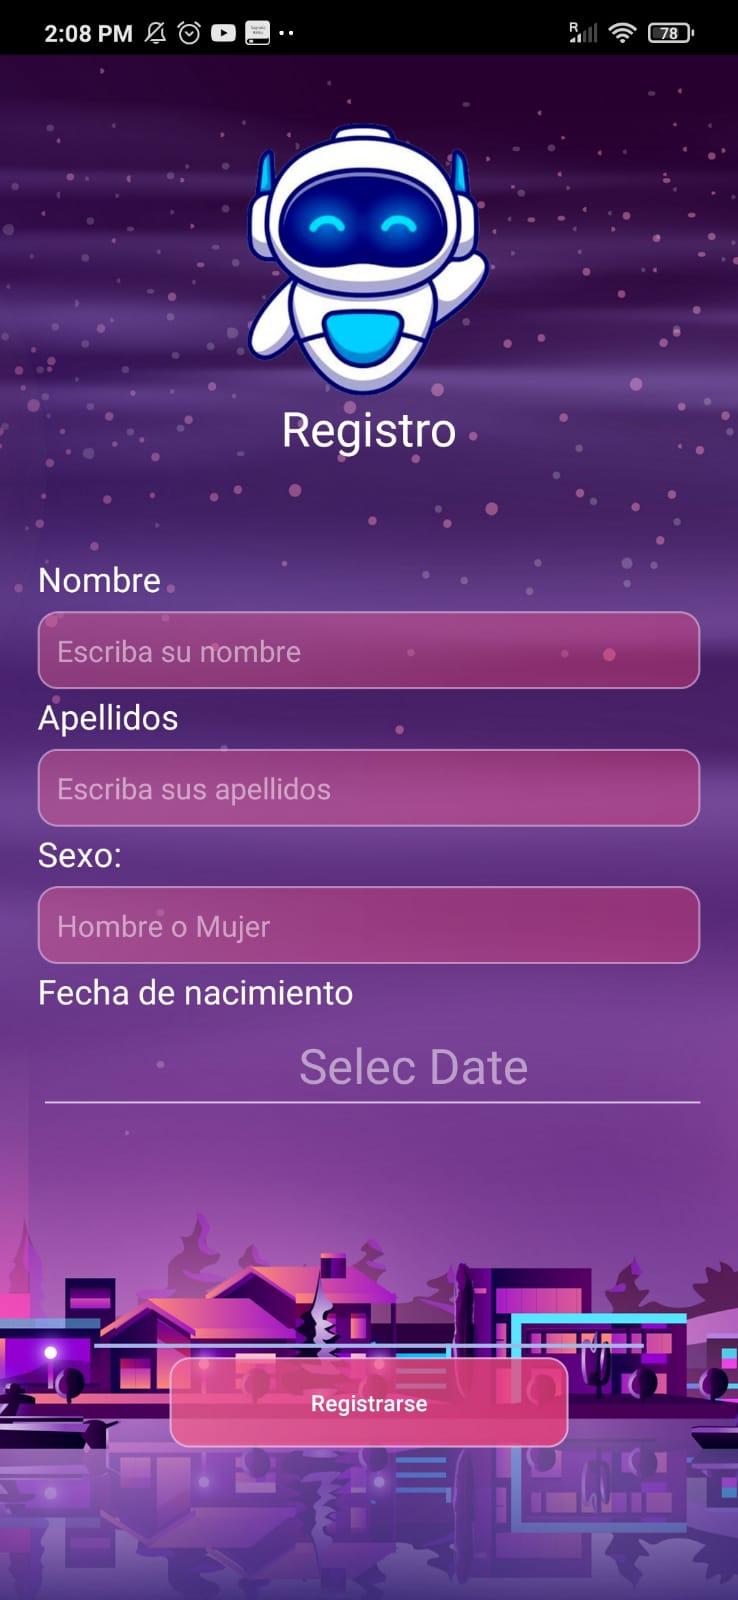 2:08 PM
R
78
Registro
Nombre
Escriba su nombre
Apellidos
Escriba sus apellidos
Sexo:
Hombre o Mujer
Fecha de nacimiento
Selec Date
Registrarse